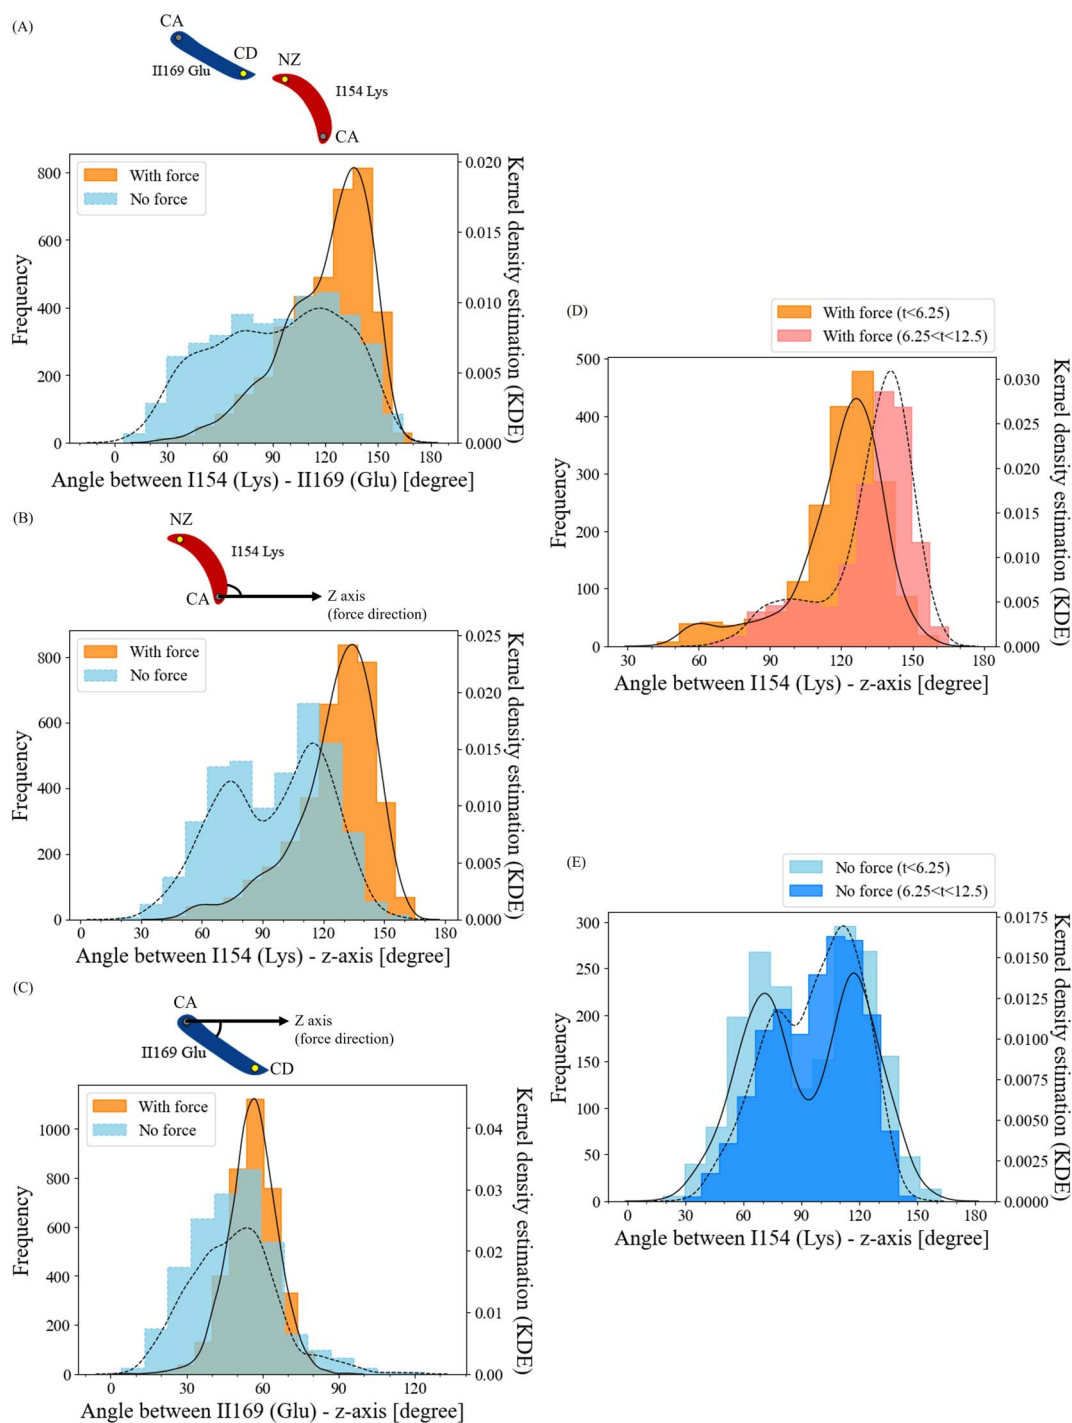 (A)
CA
CD
II169 Glu
NZ
I154 Lys
CA
With force
No force
800
600
400
200
0
Frequency
0.020
0.015
0.010
0.005
0.000
Kernel density estimation (KDE)
0 30 60 90 120 150 180
Angle between I154 (Lys) - II169 (Glu) [degree]
(B)
NZ
I154 Lys
CA
Z axis
(force direction)
With force
No force
800
600
400
200
0
Frequency
0.025
0.020
0.015
0.010
0.005
0.000
Kernel density estimation (KDE)
0 30 60 90 120 150 180
Angle between I154 (Lys) - z-axis [degree]
(C)
CA
Z axis
(force direction)
II169 Glu
CD
With force
No force
1000
800
600
400
200
0
Frequency
0.04
0.03
0.02
0.01
0.00
Kernel density estimation (KDE)
0 30 60 90 120
Angle between II169 (Glu) - z-axis [degree]
(D)
With force (t<6.25)
With force (6.25<t<12.5)
500
400
300
200
100
0
Frequency
0.030
0.025
0.020
0.015
0.010
0.005
0.000
Kernel density estimation (KDE)
30 60 90 120 150 180
Angle between I154 (Lys) - z-axis [degree]
(E)
No force (t<6.25)
No force (6.25<t<12.5)
300
250
200
150
100
50
0
Frequency
0.0175
0.0150
0.0125
0.0100
0.0075
0.0050
0.0025
0.0000
Kernel density estimation (KDE)
0 30 60 90 120 150 180
Angle between I154 (Lys) - z-axis [degree]